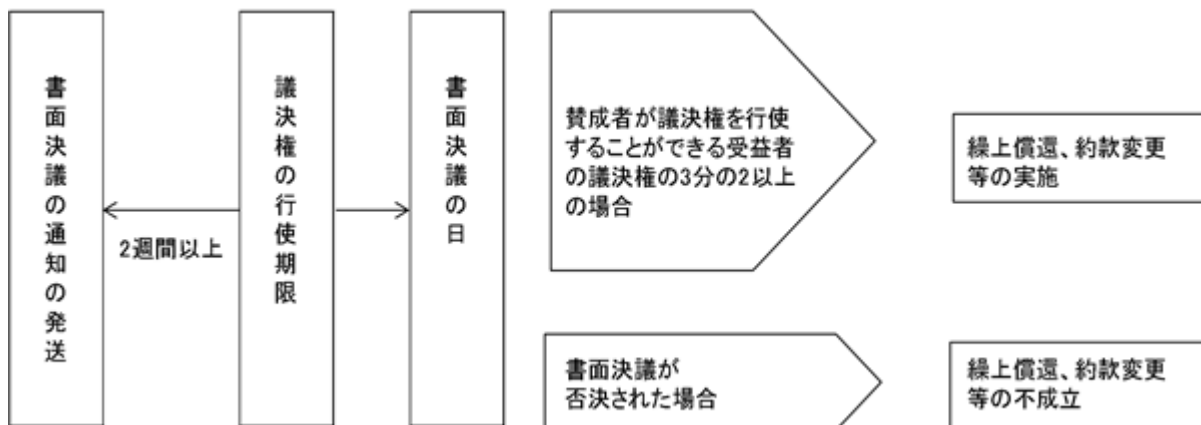 書面決議の通知の発送
2週間以上
議決権の行使期限
書面決議の日
賛成者が議決権を行使
することができる受益者
の議決権の3分の2以上
の場合
繰上償還、約款変更
等の実施
書面決議が
否決された場合
繰上償還、約款変更
等の不成立